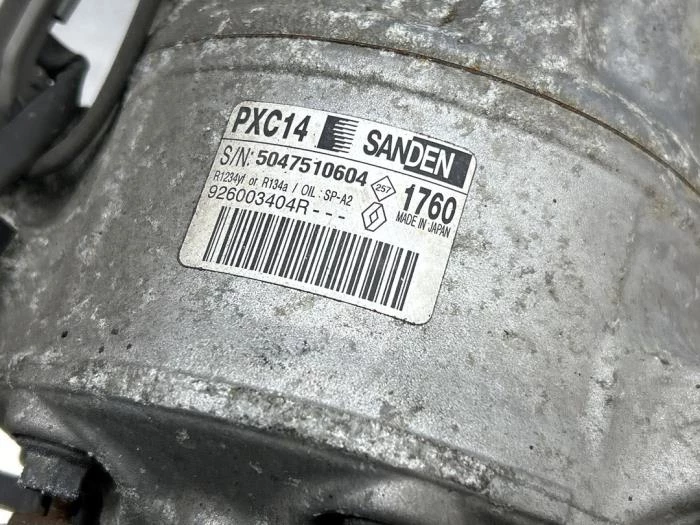 PXC14 SANDEN
S/N: 5047510604 257 1760
R1234yf or R134a / OIL : SP-A2 MADE IN JAPAN
926003404R---